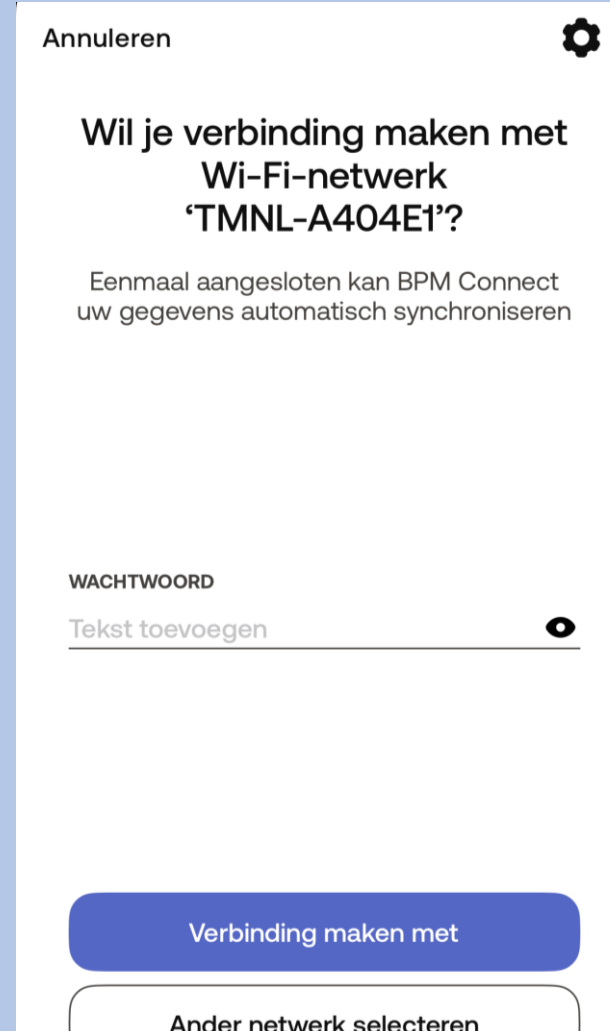 Annuleren
Wil je verbinding maken met
Wi-Fi-netwerk
‘TMNL-A404E1’?
Eenmaal aangesloten kan BPM Connect
uw gegevens automatisch synchroniseren
WACHTWOORD
Tekst toevoegen
Verbinding maken met
Ander netwerk selecteren